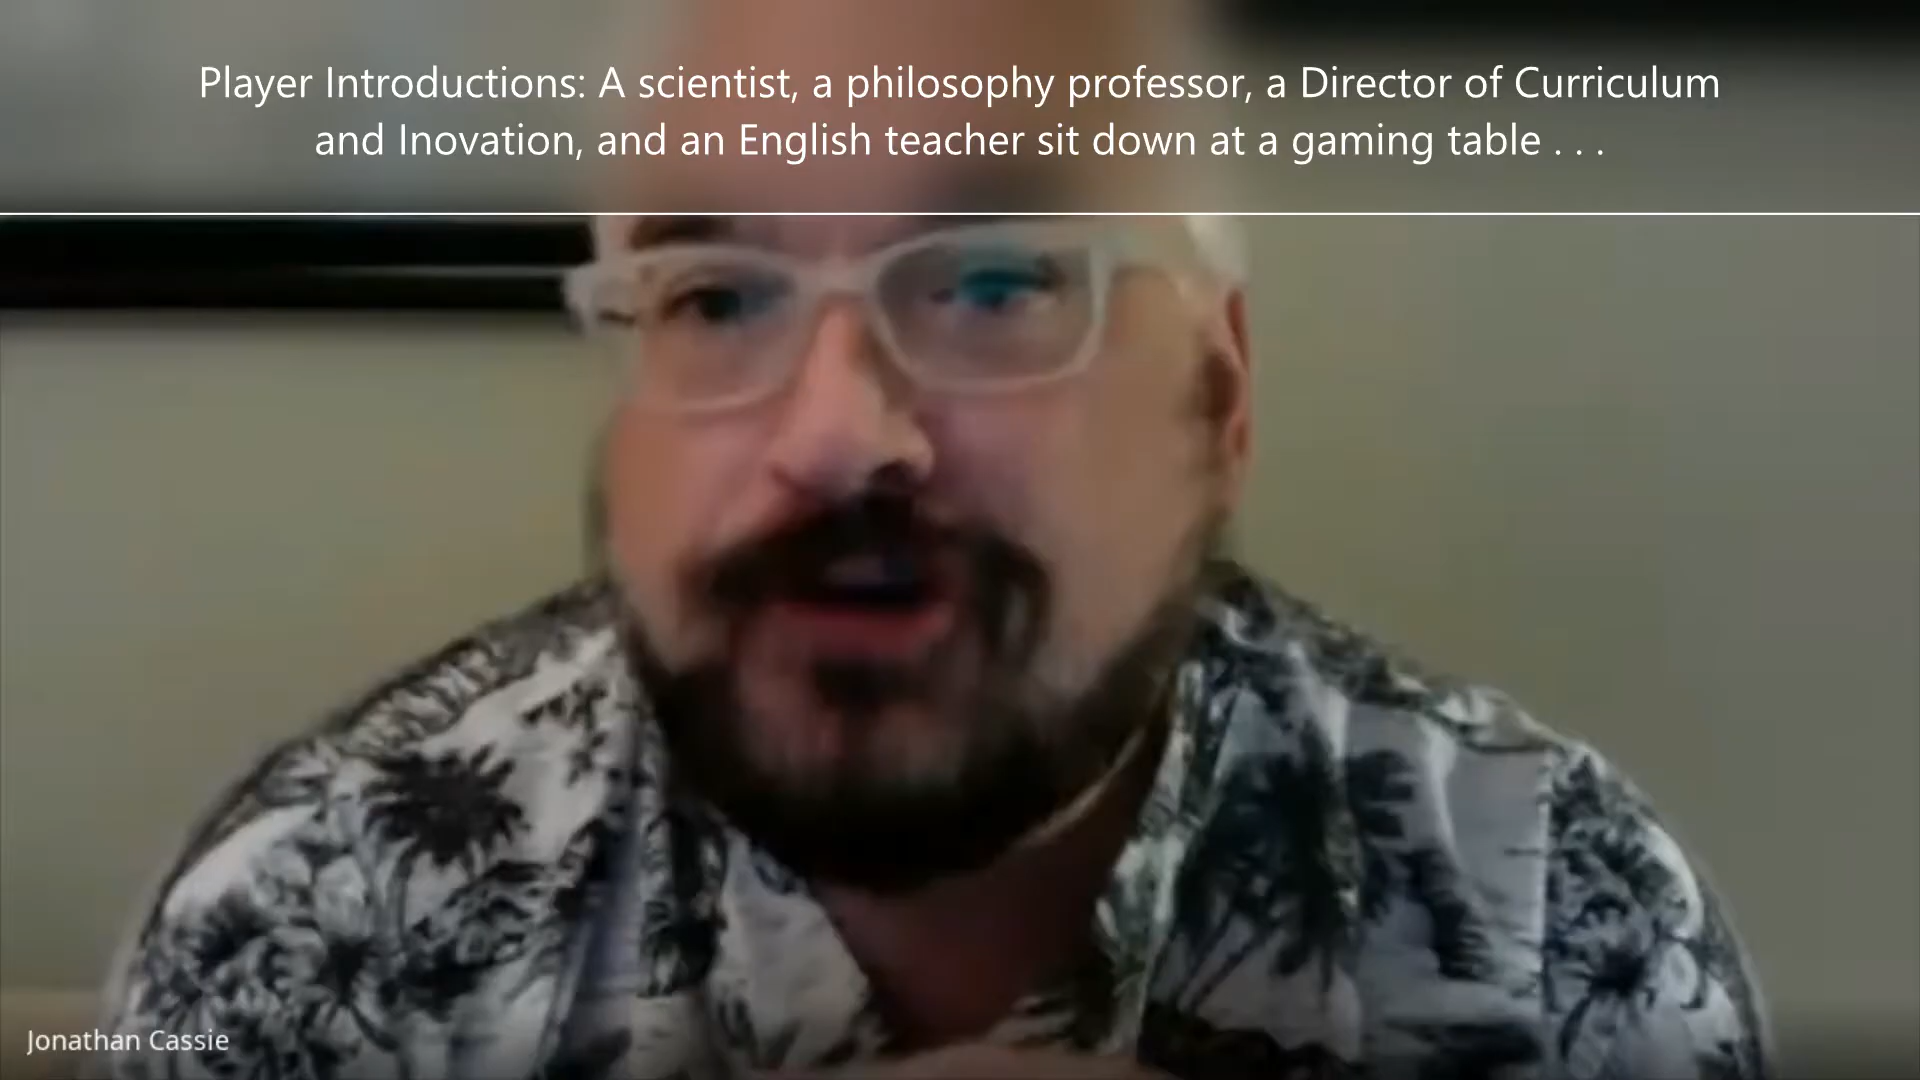 Player Introductions: A scientist, a philosophy professor, a Director of Curriculum
and Inovation, and an English teacher sit down at a gaming table . . .
Jonathan Cassie